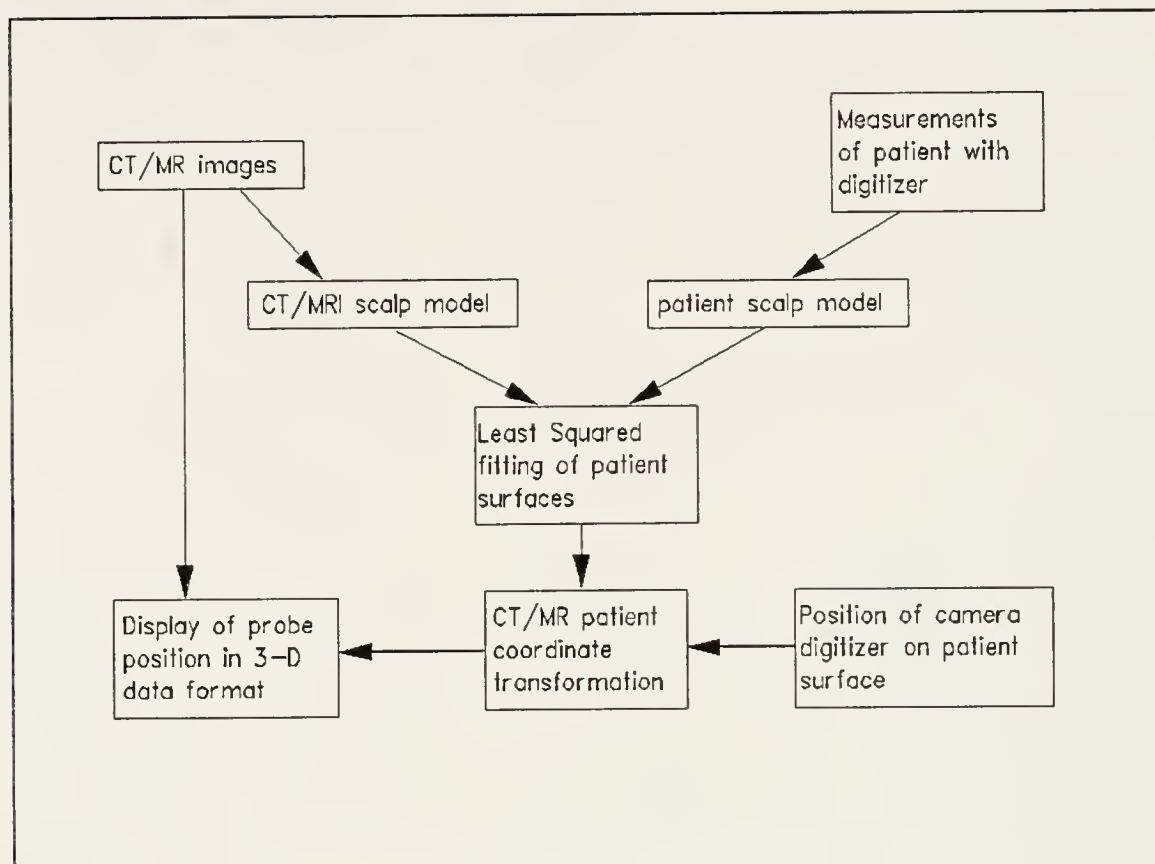 Measurements
of patient with
digitizer
CT/MR images
CT/MRI scalp model
patient scalp model
Least Squared
fitting of patient
surfaces
Display of probe
position in 3-D
data format
CT/MR patient
coordinate
transformation
Position of camera
digitizer on patient
surface